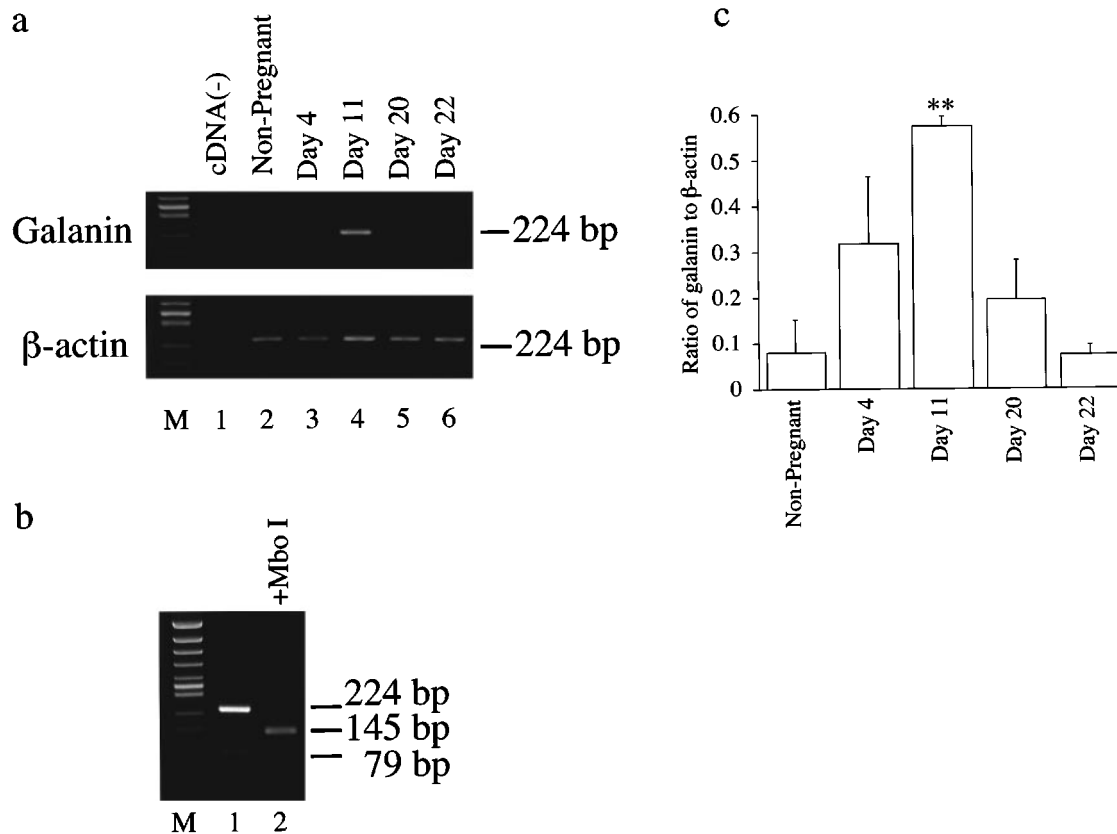 a
cDNA(-)
Non-Pregnant
Day 4
Day 11
Day 20
Day 22
Galanin
224 bp
β-actin
224 bp
M 1 2 3 4 5 6
b
+Mbo I
224 bp
145 bp
79 bp
M 1 2
c
Ratio of galanin to β-actin
0.6
0.5
0.4
0.3
0.2
0.1
0
**
Non-Pregnant
Day 4
Day 11
Day 20
Day 22